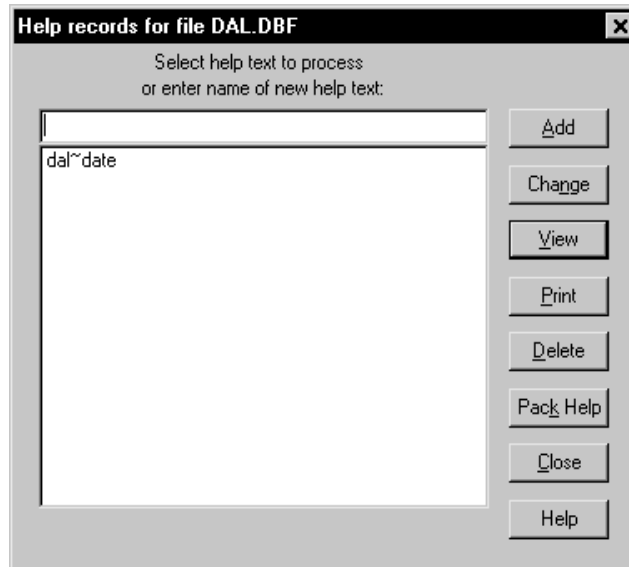 Help records for file DAL.DBF
Select help text to process
or enter name of new help text:
Add
dal~date
Change
View
Print
Delete
Pack Help
Close
Help